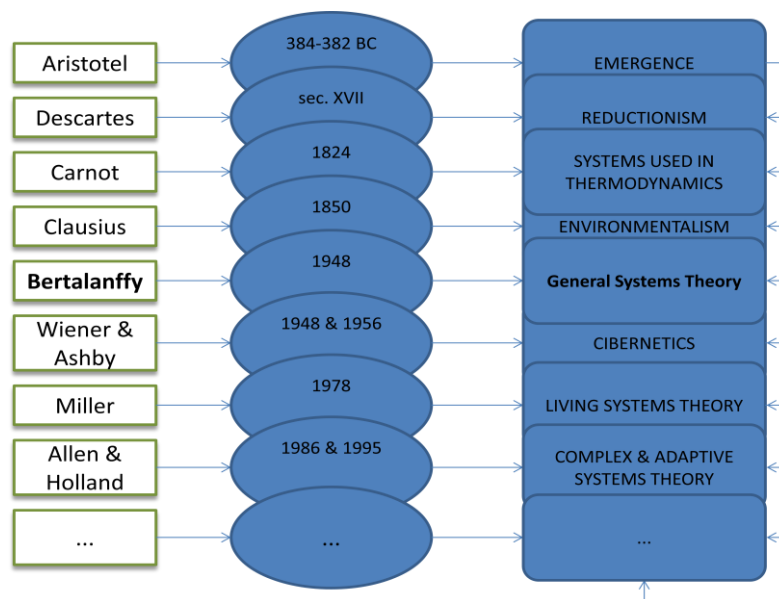 Aristotel
384-382 BC
EMERGENCE
Descartes
sec. XVII
REDUCTIONISM
Carnot
1824
SYSTEMS USED IN
THERMODYNAMICS
Clausius
1850
ENVIRONMENTALISM
Bertalanffy
1948
General Systems Theory
Wiener &
Ashby
1948 & 1956
CIBERNETICS
Miller
1978
LIVING SYSTEMS THEORY
Allen &
Holland
1986 & 1995
COMPLEX & ADAPTIVE
SYSTEMS THEORY
...
...
...